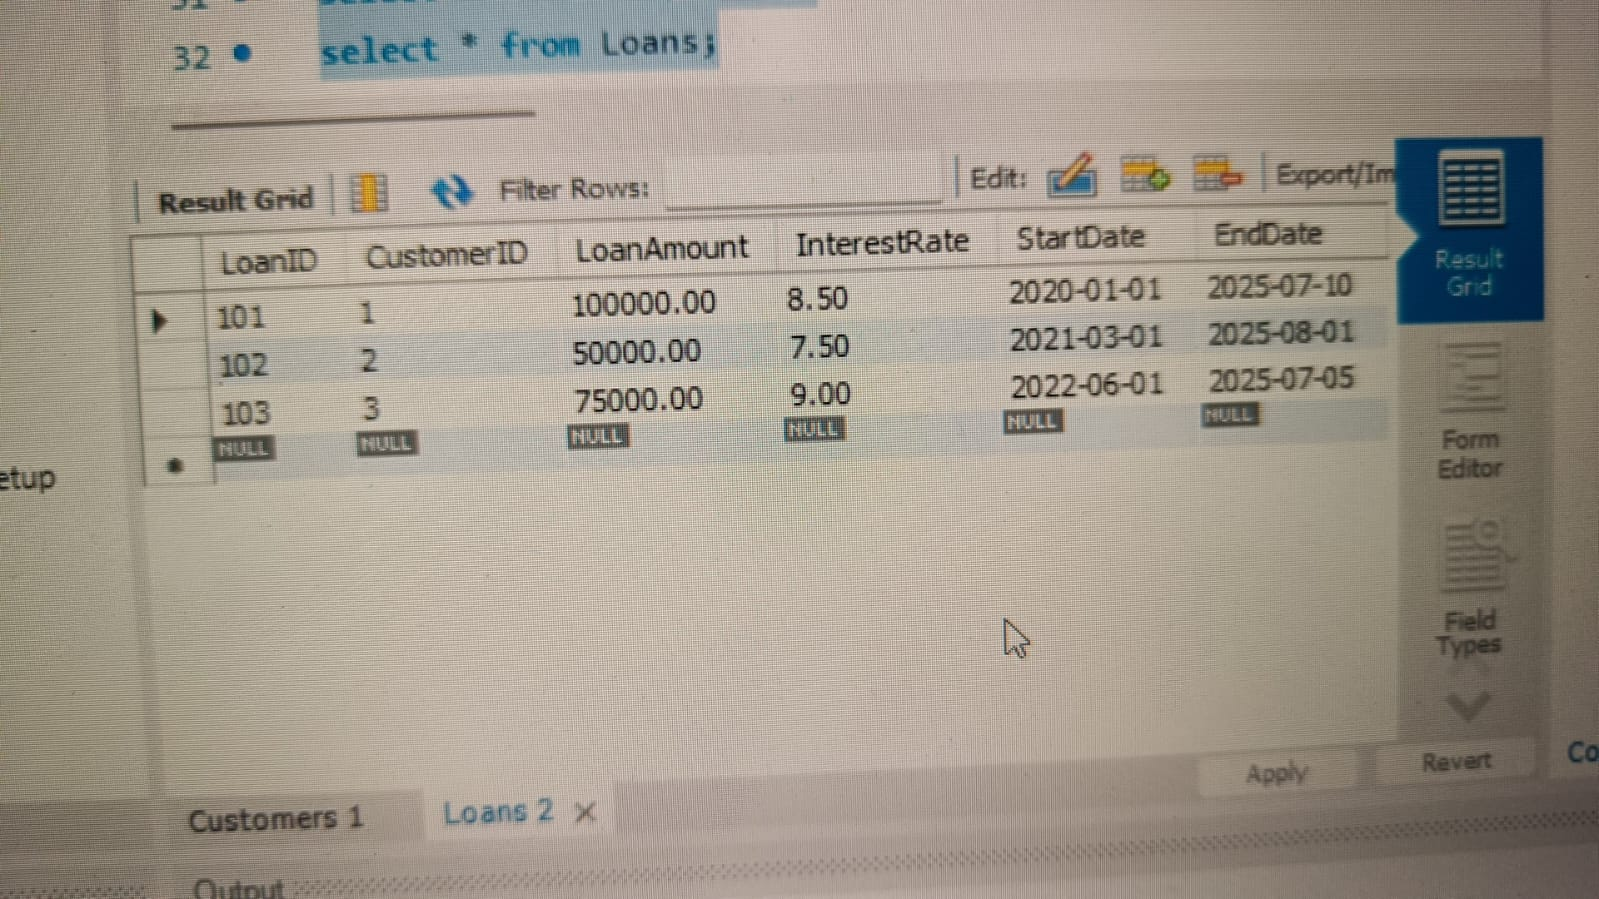 32 select * from Loans;
Result Grid Filter Rows: Edit: Export/Im
LoanID CustomerID LoanAmount InterestRate StartDate EndDate
101 1 100000.00 8.50 2020-01-01 2025-07-10
102 2 50000.00 7.50 2021-03-01 2025-08-01
103 3 75000.00 9.00 2022-06-01 2025-07-05
NULL NULL NULL NULL NULL NULL
Result
Grid
Form
Editor
etup
Field
Types
Apply Revert Co
Customers 1 Loans 2
Output